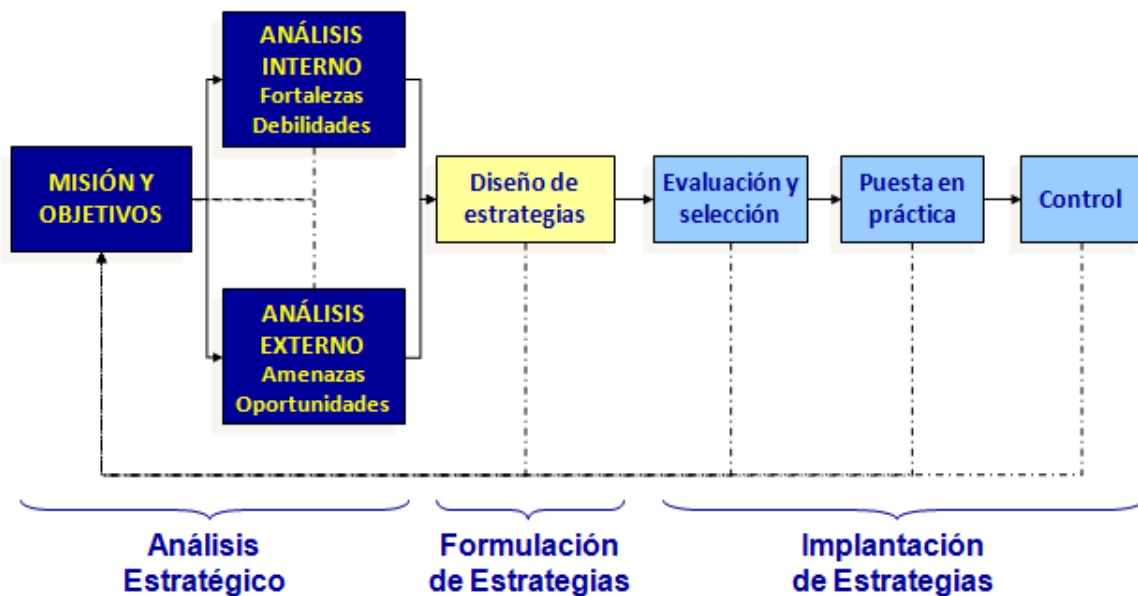 MISIÓN Y
OBJETIVOS
ANÁLISIS
INTERNO
Fortalezas
Debilidades
ANÁLISIS
EXTERNO
Amenazas
Oportunidades
Diseño de
estrategias
Evaluación y
selección
Puesta en
práctica
Control
Análisis
Estratégico
Formulación
de Estrategias
Implantación
de Estrategias